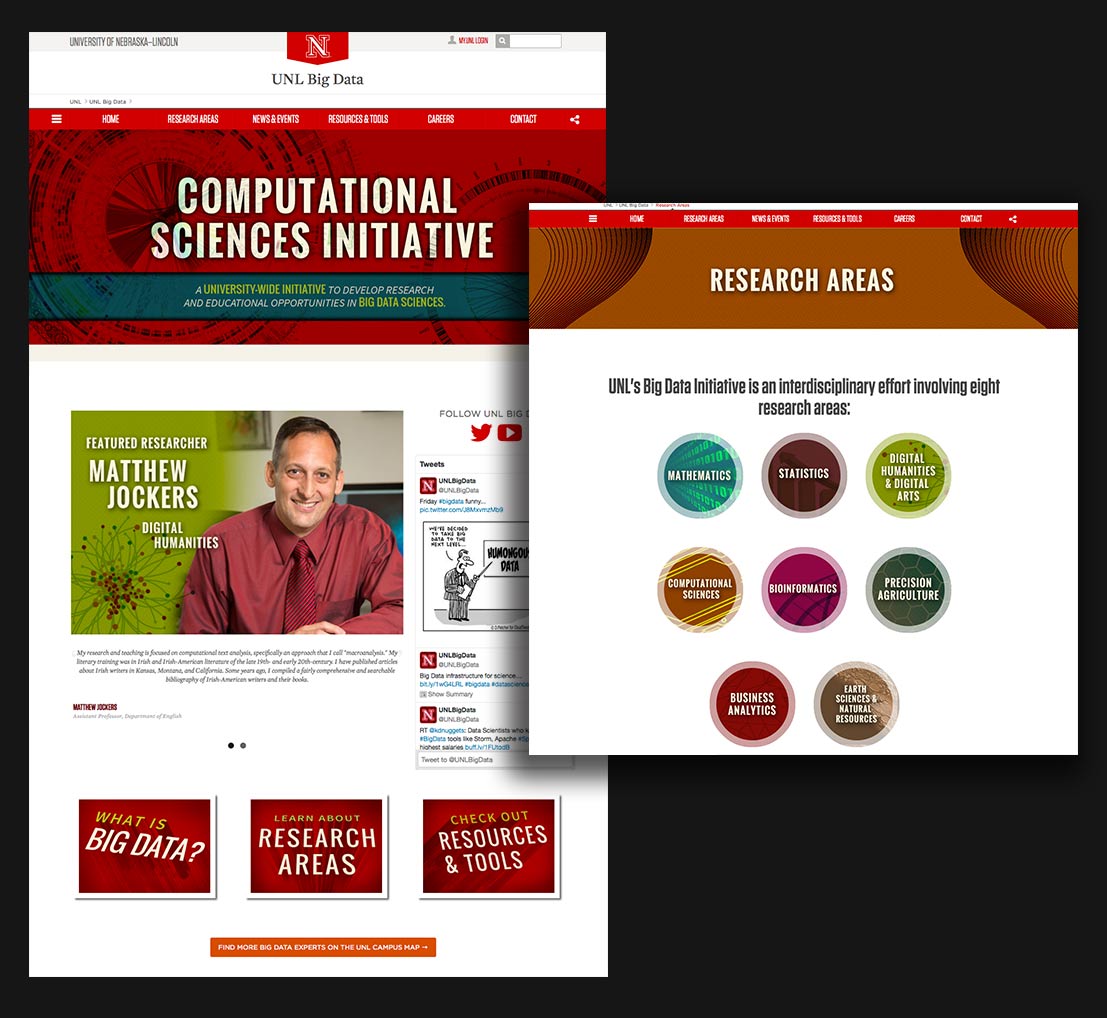 UNIVERSITY OF NEBRASKA–LINCOLN
N
MY.UNL LOGIN
UNL Big Data
UNL > UNL Big Data >
HOME
RESEARCH AREAS
NEWS & EVENTS
RESOURCES & TOOLS
CAREERS
CONTACT
COMPUTATIONAL
SCIENCES INITIATIVE
A UNIVERSITY-WIDE INITIATIVE TO DEVELOP RESEARCH
AND EDUCATIONAL OPPORTUNITIES IN BIG DATA SCIENCES.
FEATURED RESEARCHER
MATTHEW
JOCKERS
DIGITAL
HUMANITIES
My research and teaching is focused on computational text analysis, specifically an approach that I call "macroanalysis." My
literary training was in Irish and Irish-American literature of the late 19th- and early 20th-century. I have published articles
about Irish writers in Kansas, Montana, and California. Some years ago, I compiled a fairly comprehensive and searchable
bibliography of Irish-American writers and their books.
MATTHEW JOCKERS
Assistant Professor, Department of English
FOLLOW UNL BIG D
Tweets
N
UNLBigData
@UNLBigData
Friday #bigdata funny...
pic.twitter.com/J8MxvmzMb9
WE'VE DECIDED
TO TAKE BIG
DATA TO THE
NEXT LEVEL...
HUMONGOU
DATA
N
UNLBigData
@UNLBigData
Big Data infrastructure for science...
bit.ly/1wG4LRL #bigdata #datascience
Show Summary
N
UNLBigData
@UNLBigData
RT @kdnuggets: Data Scientists who k
#BigData tools like Storm, Apache #Sp
highest salaries buff.ly/1FUtodB
Tweet to @UNLBigData
WHAT IS
BIG DATA?
LEARN ABOUT
RESEARCH
AREAS
CHECK OUT
RESOURCES
& TOOLS
FIND MORE BIG DATA EXPERTS ON THE UNL CAMPUS MAP →
UNL > UNL Big Data > Research Areas
HOME
RESEARCH AREAS
NEWS & EVENTS
RESOURCES & TOOLS
CAREERS
CONTACT
RESEARCH AREAS
UNL's Big Data Initiative is an interdisciplinary effort involving eight
research areas:
MATHEMATICS
STATISTICS
DIGITAL
HUMANITIES
& DIGITAL
ARTS
COMPUTATIONAL
SCIENCES
BIOINFORMATICS
PRECISION
AGRICULTURE
BUSINESS
ANALYTICS
EARTH
SCIENCES &
NATURAL
RESOURCES